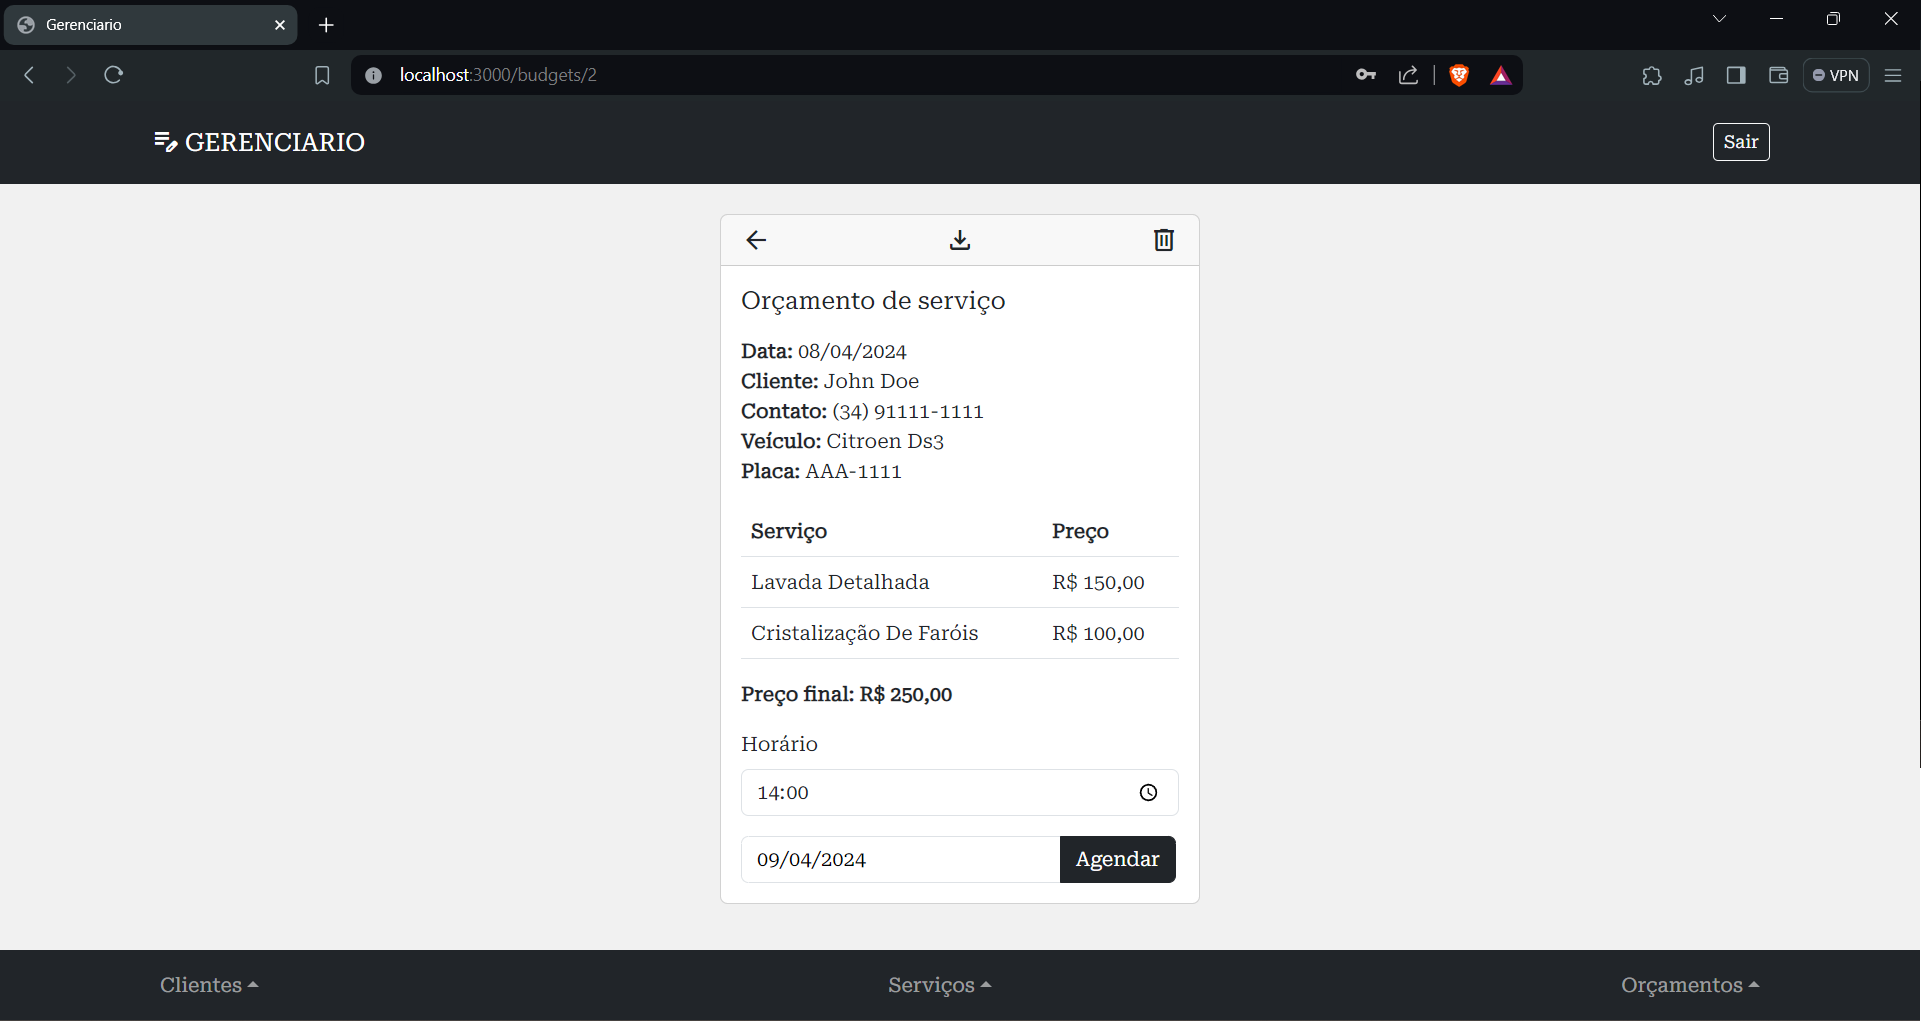 Gerenciario
localhost:3000/budgets/2
VPN
GERENCIARIO
Sair
Orçamento de serviço
Data: 08/04/2024
Cliente: John Doe
Contato: (34) 91111-1111
Veículo: Citroen Ds3
Placa: AAA-1111
Serviço Preço
Lavada Detalhada R$ 150,00
Cristalização De Faróis R$ 100,00
Preço final: R$ 250,00
Horário
14:00
09/04/2024 Agendar
Clientes Serviços Orçamentos